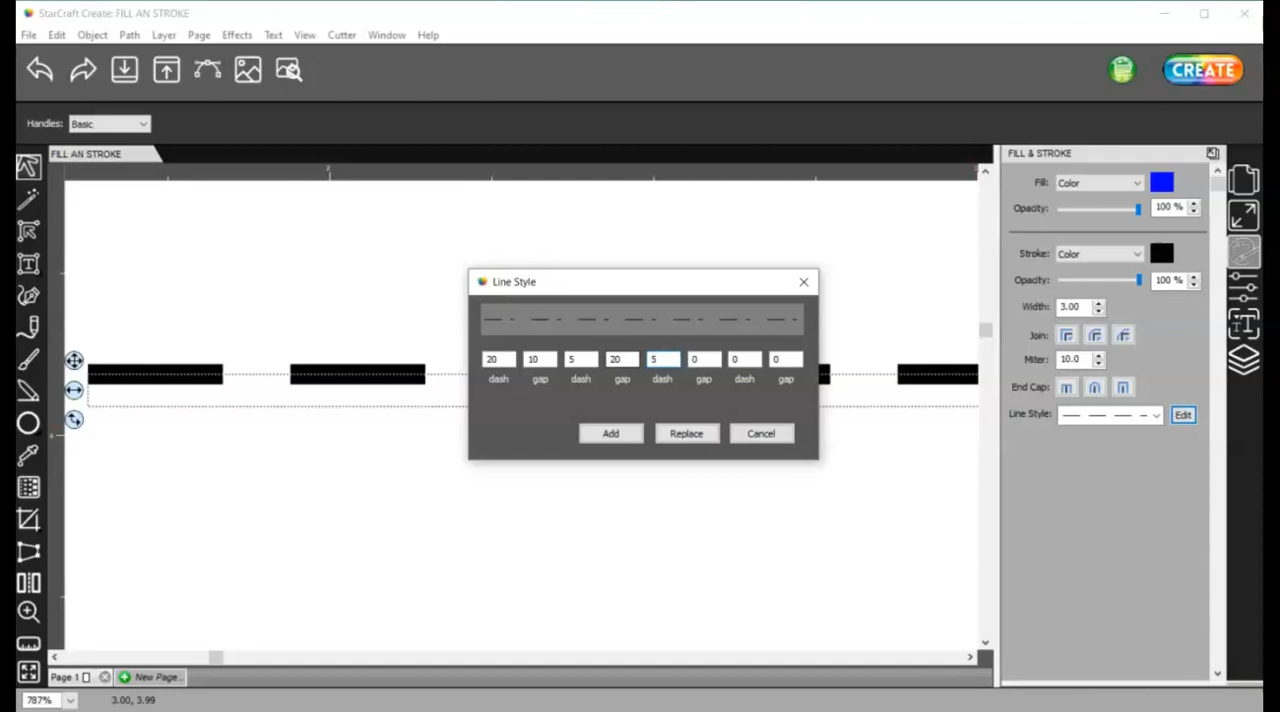 StarCraft Create: FILL AN STROKE
File Edit Object Path Layer Page Effects Text View Cutter Window Help
CREATE
Handles: Basic
FILL AN STROKE
FILL & STROKE
Fill: Color
Opacity: 100 %
Stroke: Color
Opacity: 100 %
Width: 3.00
Join:
Miter: 10.0
End Cap:
Line Style: Edit
Line Style
20 10 5 20 5 0 0 0
dash gap dash gap dash gap dash gap
Add Replace Cancel
Page 1 New Page...
787% 3.00, 3.99